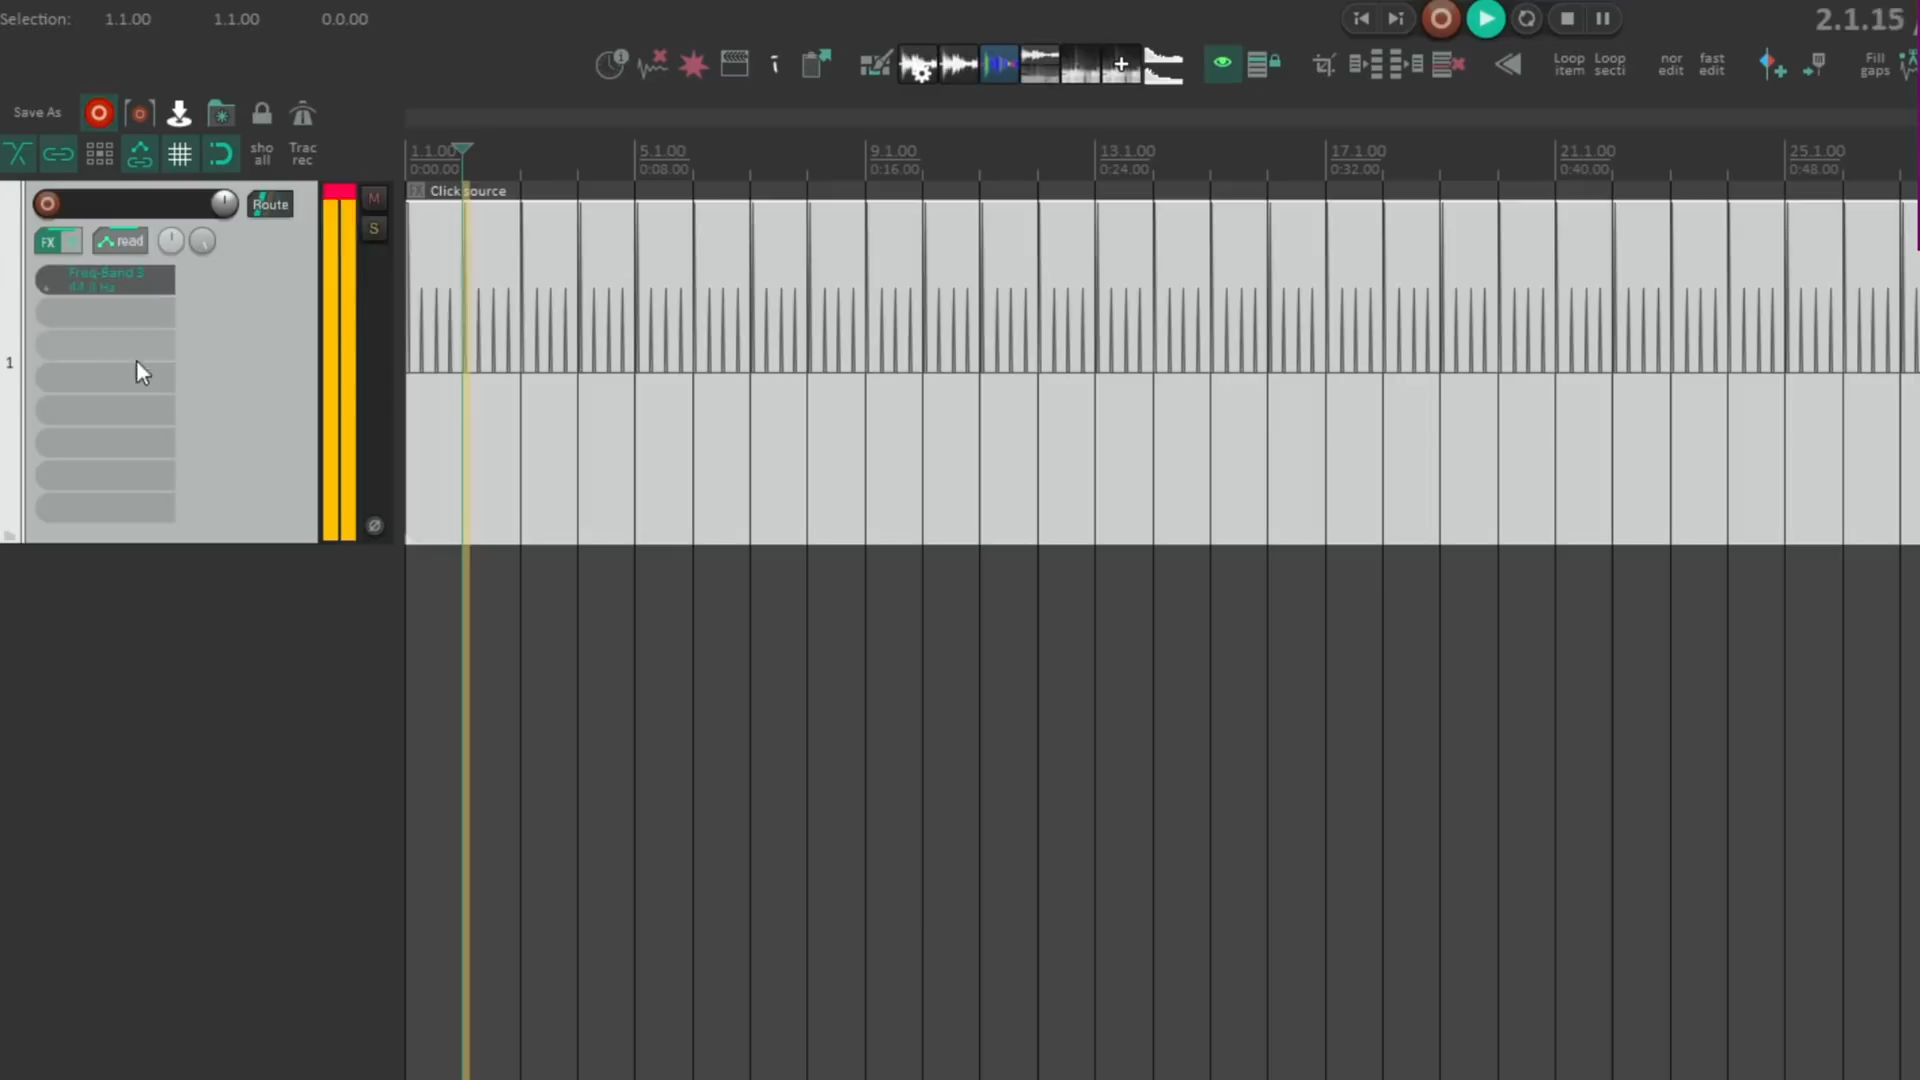 Selection: 1.1.00 1.1.00 0.0.00
2.1.15 /
Loop item
Loop secti
nor edit
fast edit
Fill gaps
Save As
sho all
Trac rec
1.1.00 5.1.00 9.1.00 13.1.00 17.1.00 21.1.00 25.1.00
0:00.00 0:08.00 0:16.00 0:24.00 0:32.00 0:40.00 0:48.00
FX Click source
Route
M
FX read
S
Freq-Band 3
1